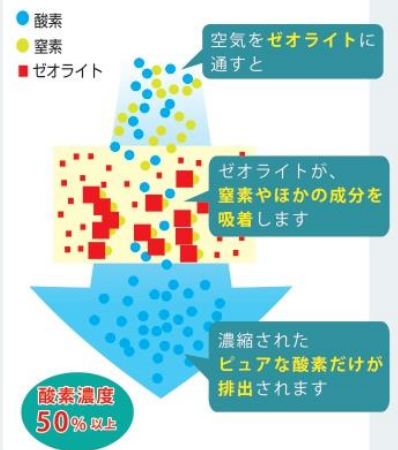 酸素
窒素
ゼオライト
空気をゼオライトに
通すと
ゼオライトが、
窒素やほかの成分を
吸着します
濃縮された
ピュアな酸素だけが
排出されます
酸素濃度
50%以上